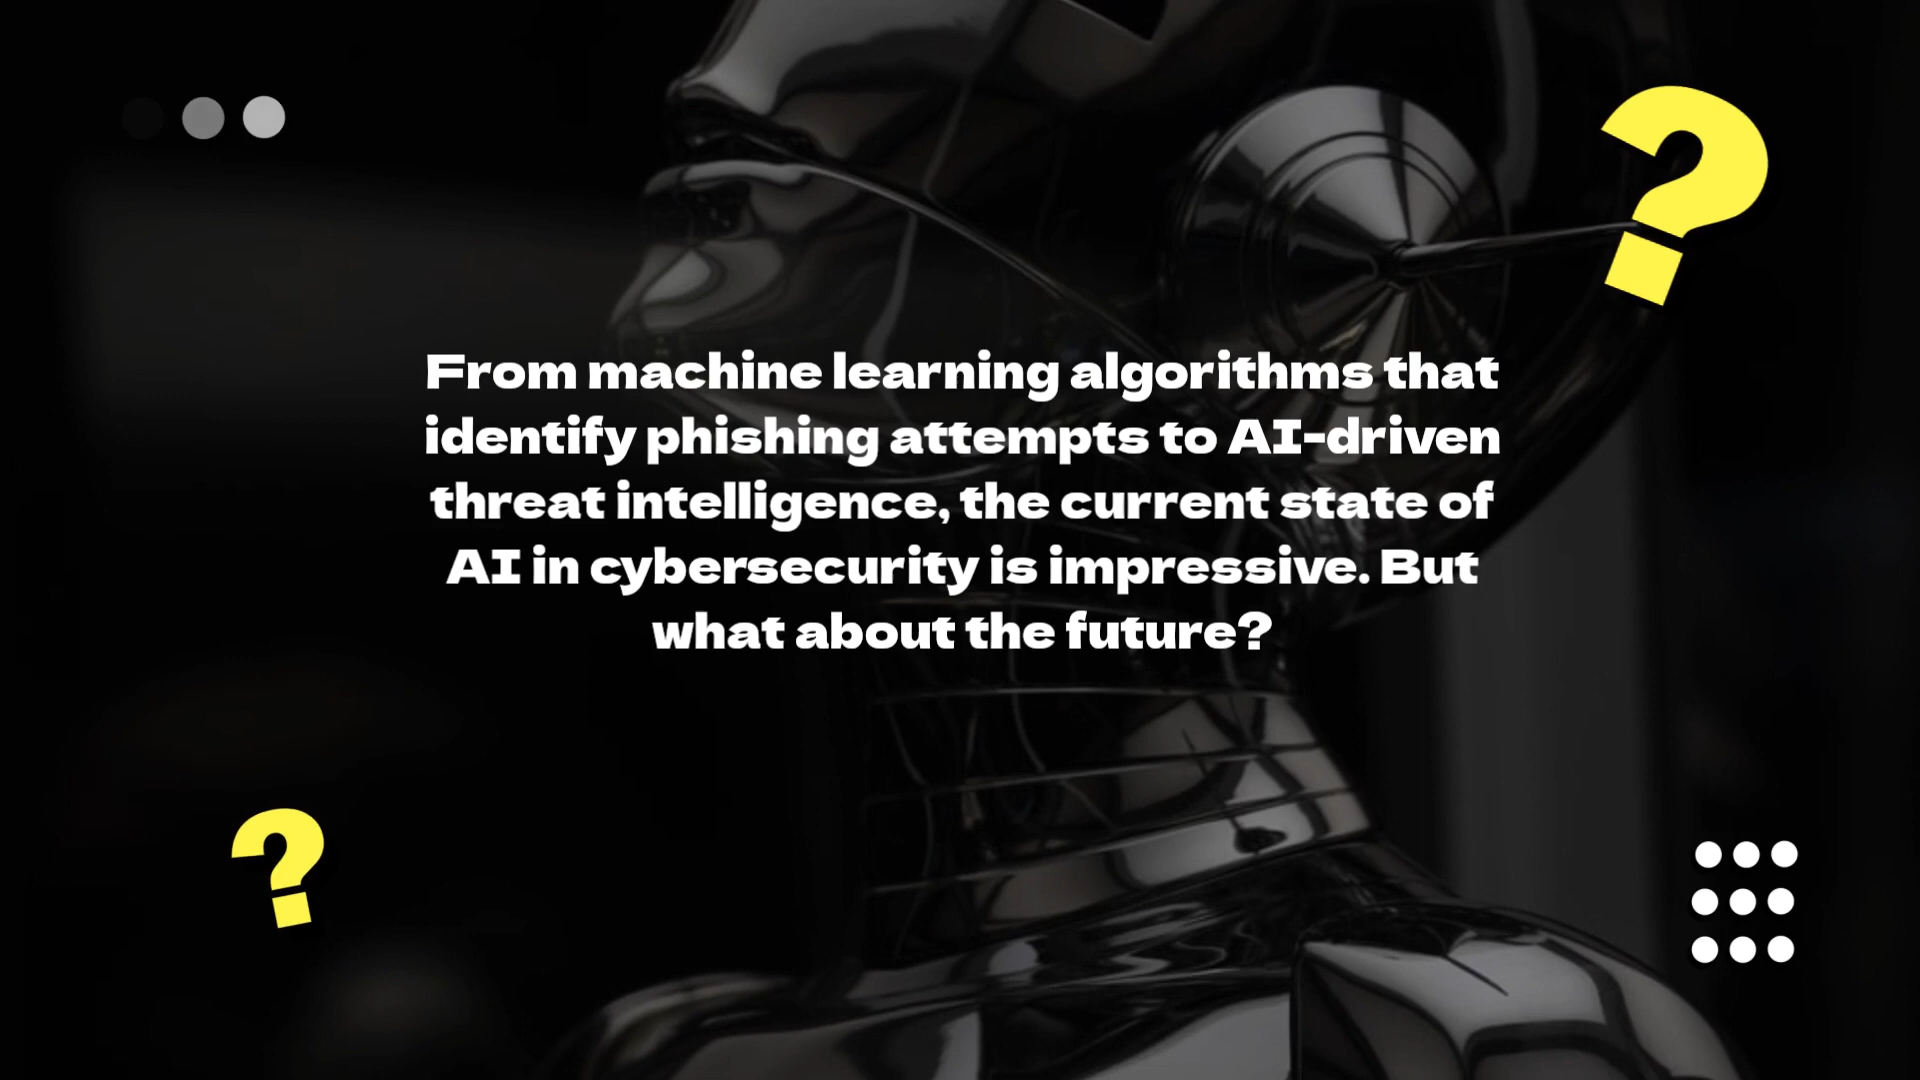 ?
From machine learning algorithms that
identify phishing attempts to AI-driven
threat intelligence, the current state of
AI in cybersecurity is impressive. But
what about the future?
?